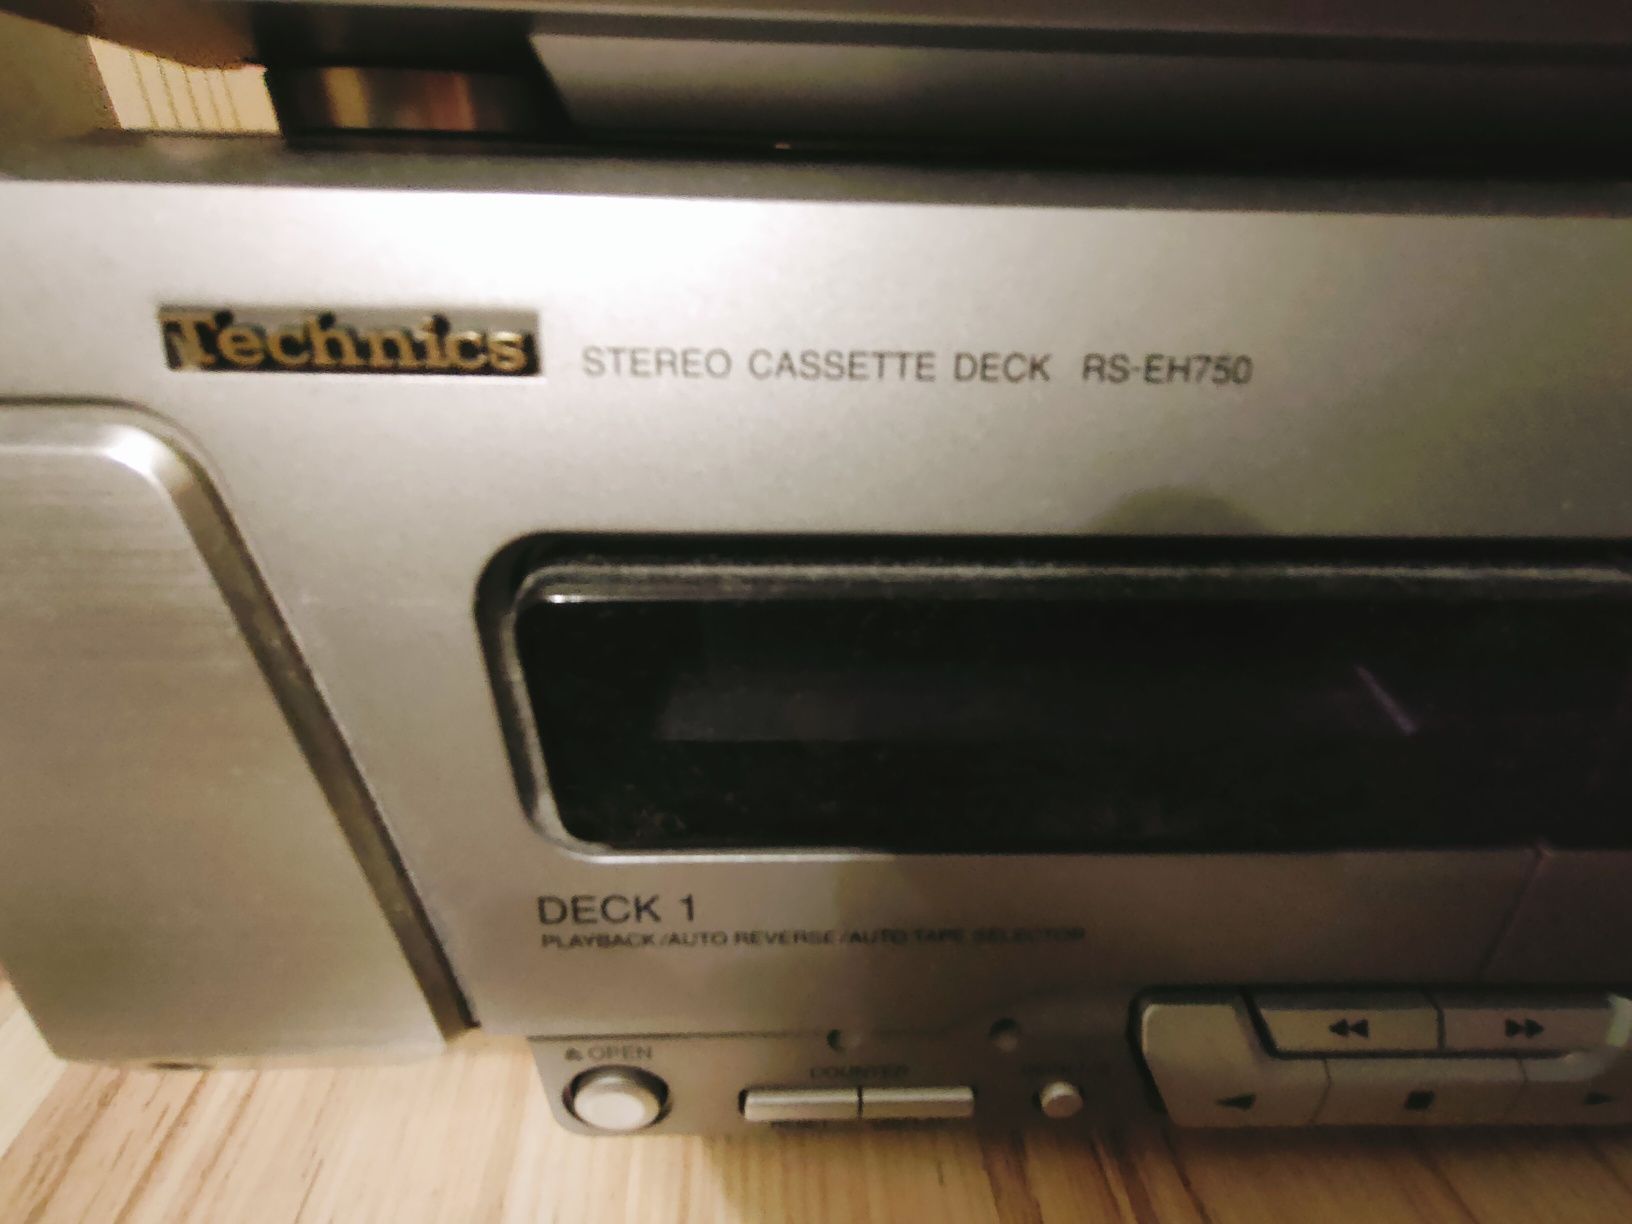 Technics
STEREO CASSETTE DECK RS-EH750
DECK 1
PLAYBACK/AUTO REVERSE/AUTO TAPE SELECTOR
OPEN
COUNTER